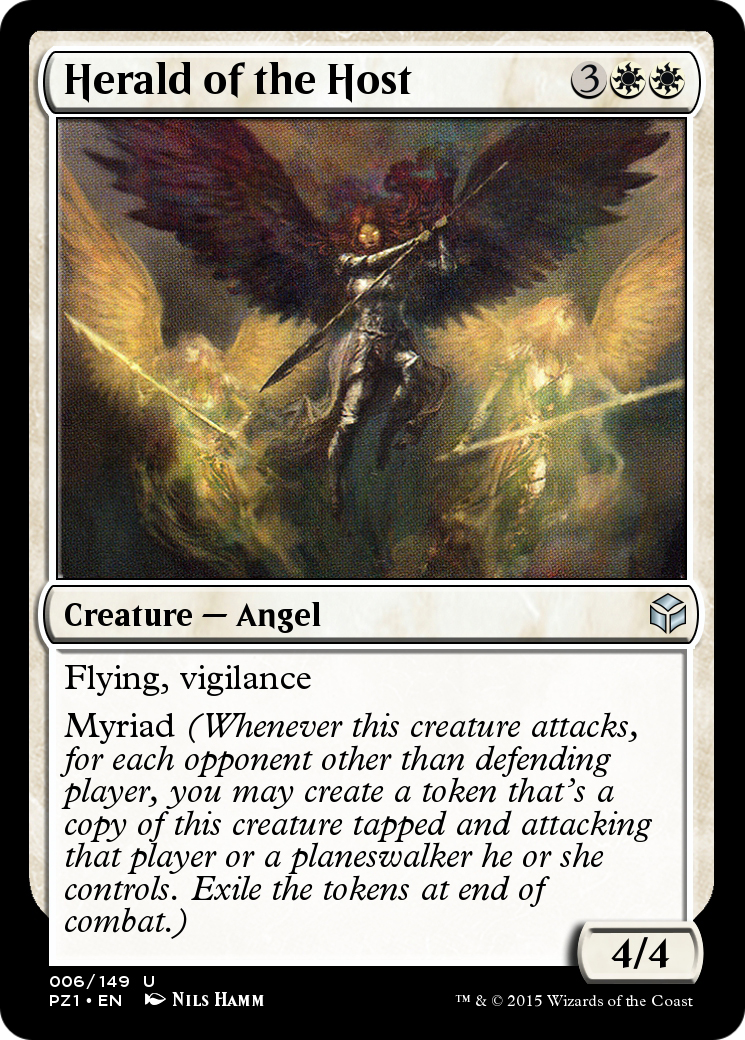 Herald of the Host 3
Creature — Angel
Flying, vigilance
Myriad (Whenever this creature attacks,
for each opponent other than defending
player, you may create a token that's a
copy of this creature tapped and attacking
that player or a planeswalker he or she
controls. Exile the tokens at end of
combat.)
4/4
006/149 U
PZ1 • EN Nils Hamm
™ & © 2015 Wizards of the Coast